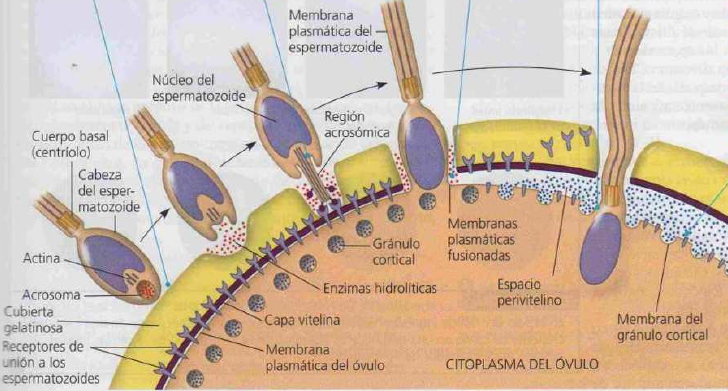 Membrana
plasmática del
espermatozoide
Núcleo del
espermatozoide
Región
acrosómica
Cuerpo basal
(centríolo)
Cabeza
del esper-
matozoide
Actina
Acrosoma
Cubierta
gelatinosa
Receptores de
unión a los
espermatozoides
Gránulo
cortical
Enzimas hidrolíticas
Capa vitelina
Membrana
plasmática del óvulo
Membranas
plasmáticas
fusionadas
Espacio
perivitelino
Membrana del
gránulo cortical
CITOPLASMA DEL ÓVULO